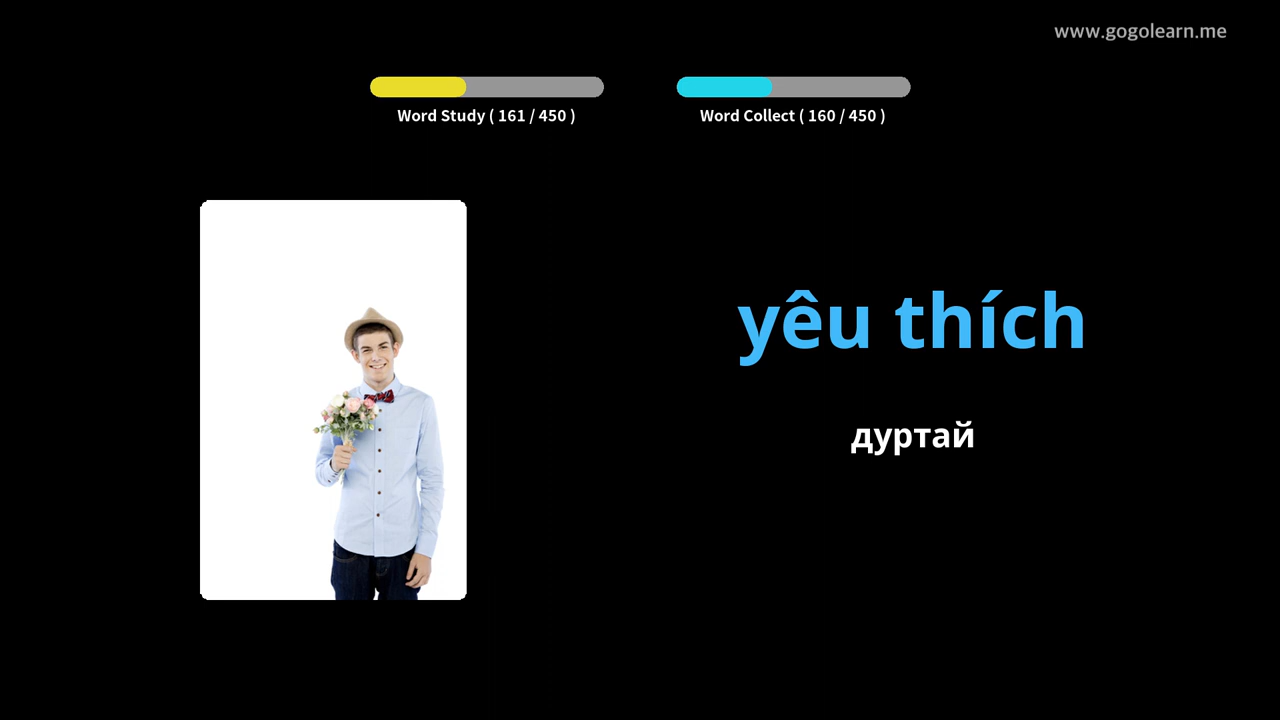 www.gogolearn.me
Word Study ( 161 / 450 )
Word Collect ( 160 / 450 )
yêu thích
дуртай